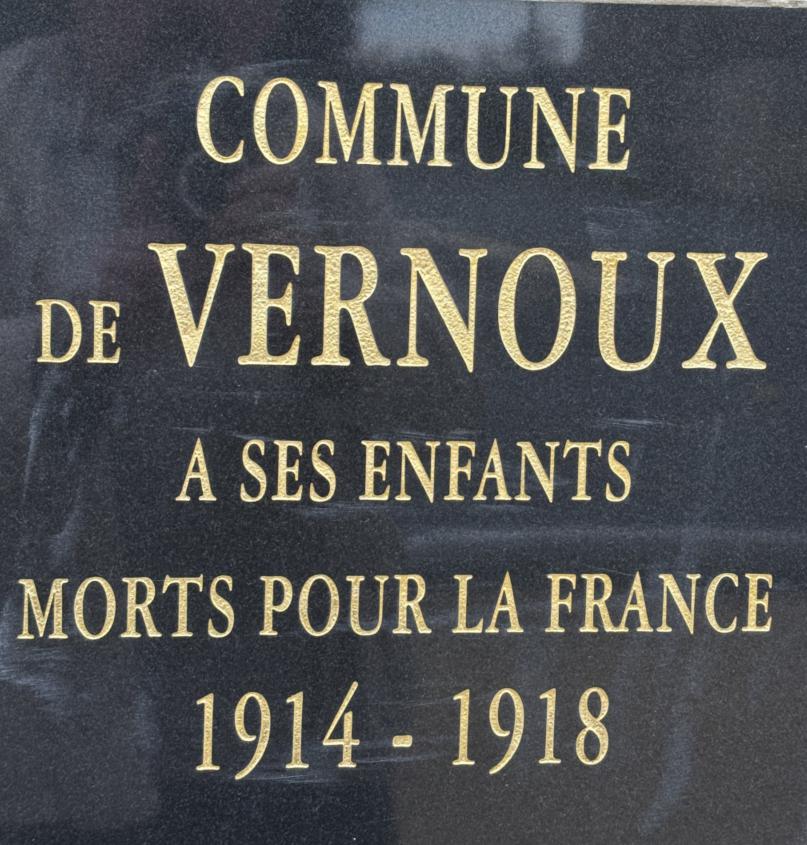 COMMUNE
DE VERNOUX
A SES ENFANTS
MORTS POUR LA FRANCE
1914 - 1918